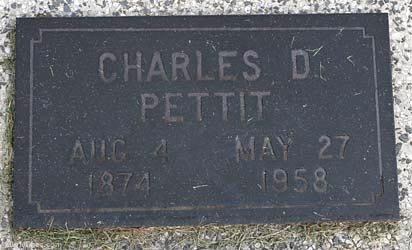 CHARLES D.
PETTIT
AUG 4 MAY 27
1874 1958